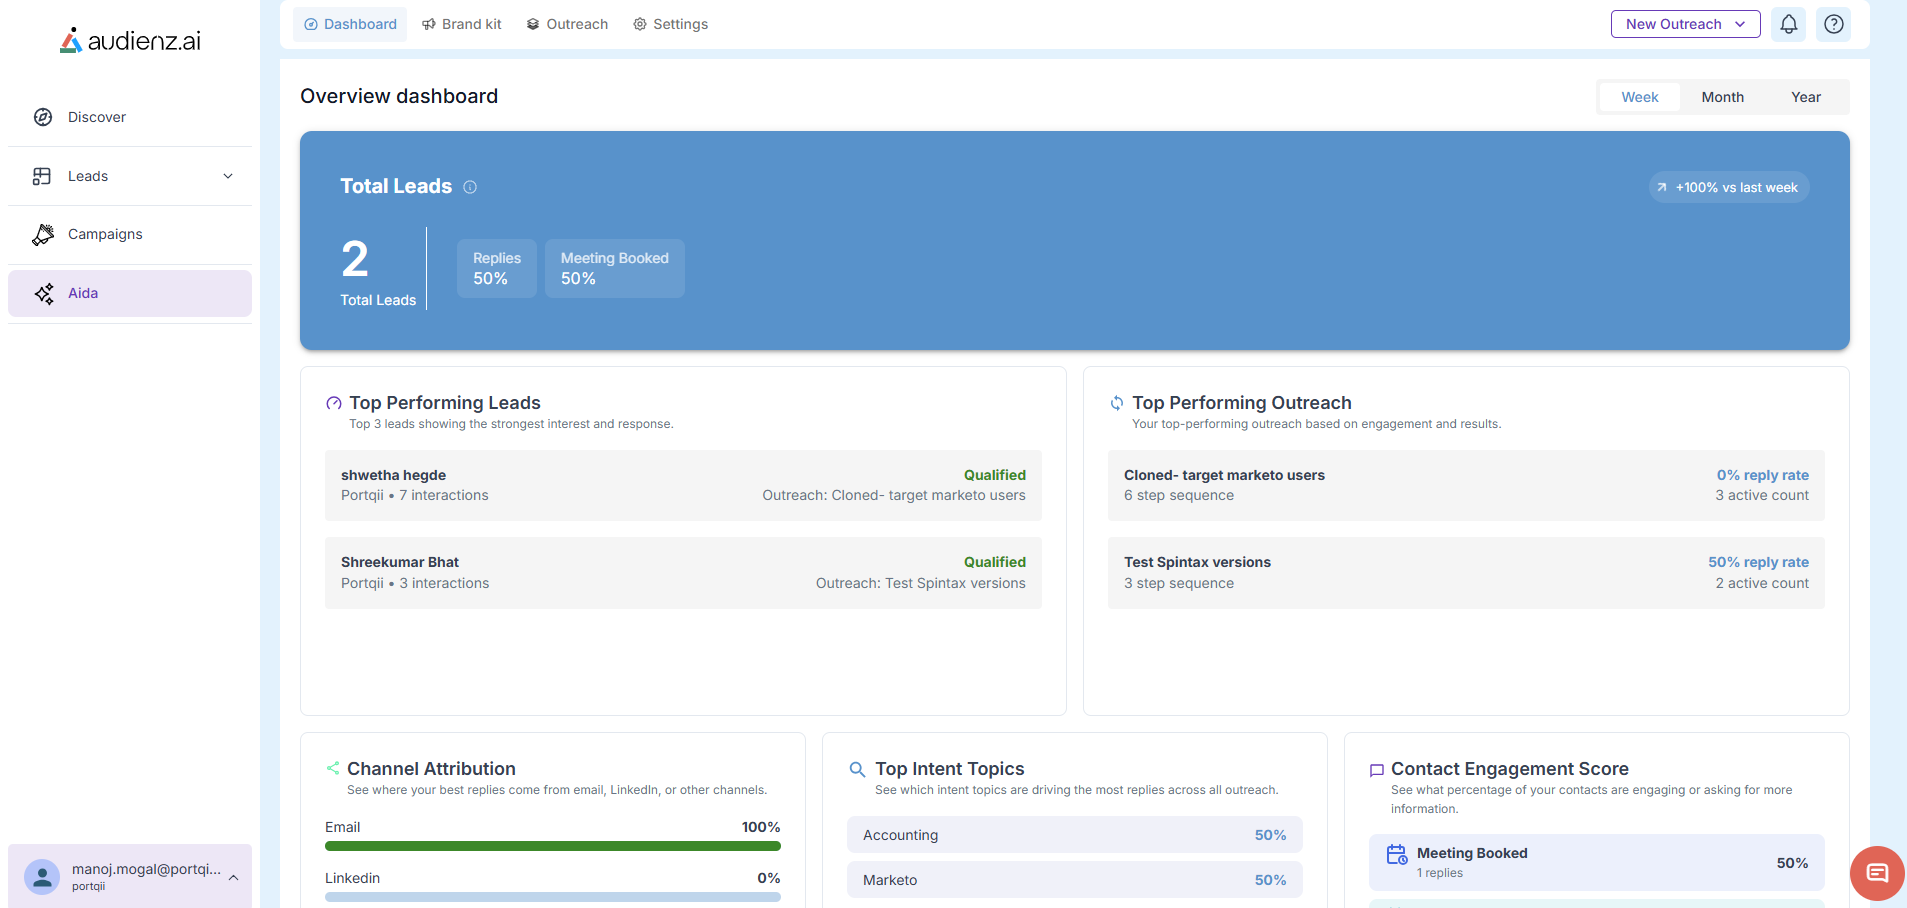 audienz.ai
Discover
Leads
Campaigns
Aida
manoj.mogal@portqi...
portqii
Dashboard
Brand kit
Outreach
Settings
New Outreach
Overview dashboard
Week
Month
Year
Total Leads
+100% vs last week
2
Total Leads
Replies
50%
Meeting Booked
50%
Top Performing Leads
Top 3 leads showing the strongest interest and response.
shwetha hegde
Qualified
Portqii • 7 interactions
Outreach: Cloned- target marketo users
Shreekumar Bhat
Qualified
Portqii • 3 interactions
Outreach: Test Spintax versions
Top Performing Outreach
Your top-performing outreach based on engagement and results.
Cloned- target marketo users
0% reply rate
6 step sequence
3 active count
Test Spintax versions
50% reply rate
3 step sequence
2 active count
Channel Attribution
See where your best replies come from email, LinkedIn, or other channels.
Email
100%
Linkedin
0%
Top Intent Topics
See which intent topics are driving the most replies across all outreach.
Accounting
50%
Marketo
50%
Contact Engagement Score
See what percentage of your contacts are engaging or asking for more
information.
Meeting Booked
1 replies
50%